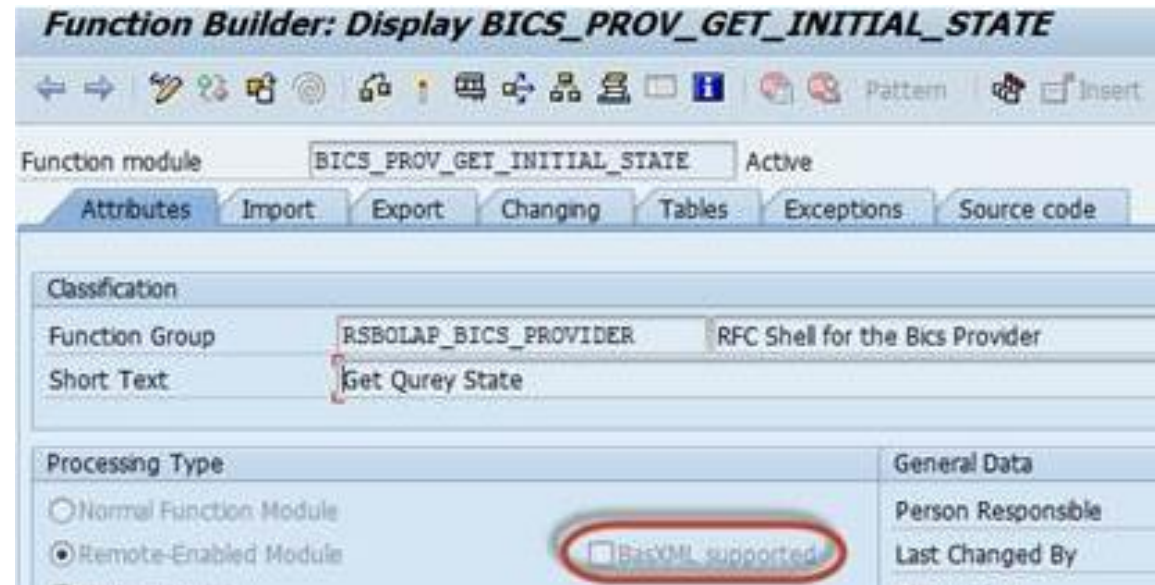 Function Builder: Display BICS_PROV_GET_INITIAL_STATE
Pattern Insert
Function module BICS_PROV_GET_INITIAL_STATE Active
Attributes Import Export Changing Tables Exceptions Source code
Classification
Function Group RSBOLAP_BICS_PROVIDER RFC Shell for the Bics Provider
Short Text Get Qurey State
Processing Type General Data
Normal Function Module Person Responsible
Remote-Enabled Module BasXML supported Last Changed By